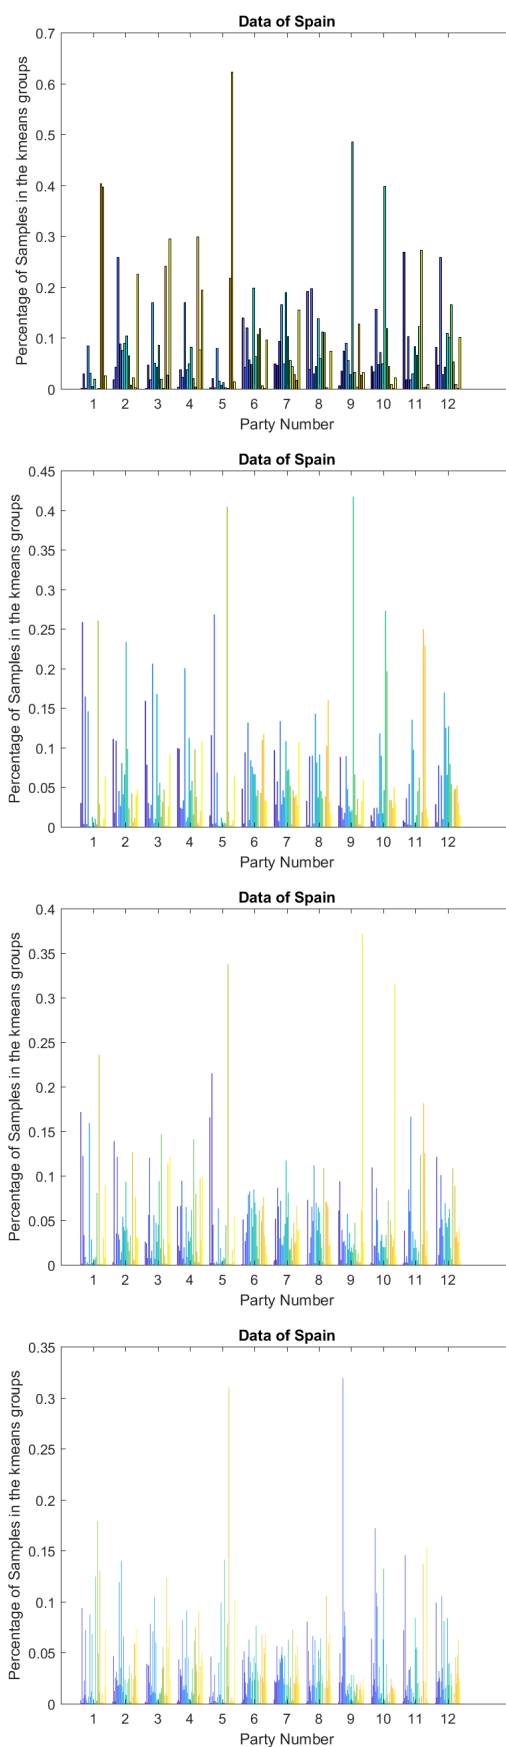 Data of Spain
0.7
0.6
0.5
0.4
0.3
0.2
0.1
0
Percentage of Samples in the kmeans groups
1 2 3 4 5 6 7 8 9 10 11 12
Party Number
Data of Spain
0.45
0.4
0.35
0.3
0.25
0.2
0.15
0.1
0.05
0
Percentage of Samples in the kmeans groups
1 2 3 4 5 6 7 8 9 10 11 12
Party Number
Data of Spain
0.4
0.35
0.3
0.25
0.2
0.15
0.1
0.05
0
Percentage of Samples in the kmeans groups
1 2 3 4 5 6 7 8 9 10 11 12
Party Number
Data of Spain
0.35
0.3
0.25
0.2
0.15
0.1
0.05
0
Percentage of Samples in the kmeans groups
1 2 3 4 5 6 7 8 9 10 11 12
Party Number